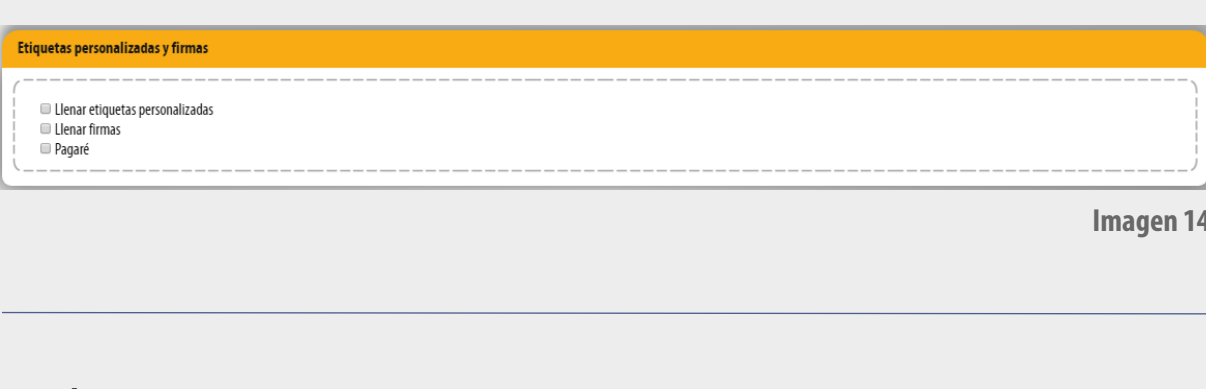 Etiquetas personalizadas y firmas
Llenar etiquetas personalizadas
Llenar firmas
Pagaré
Imagen 14